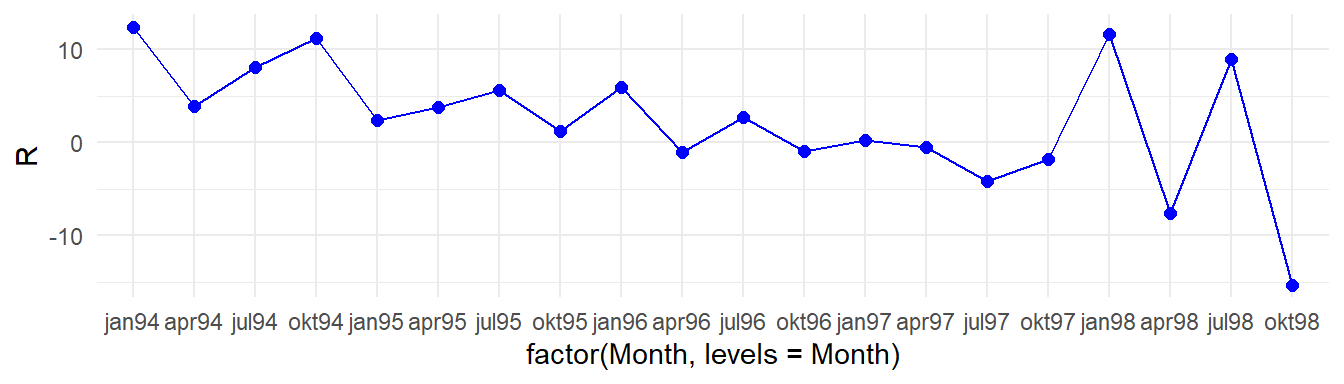 10
0
-10
R
jan94 apr94 jul94 okt94 jan95 apr95 jul95 okt95 jan96 apr96 jul96 okt96 jan97 apr97 jul97 okt97 jan98 apr98 jul98 okt98
factor(Month, levels = Month)